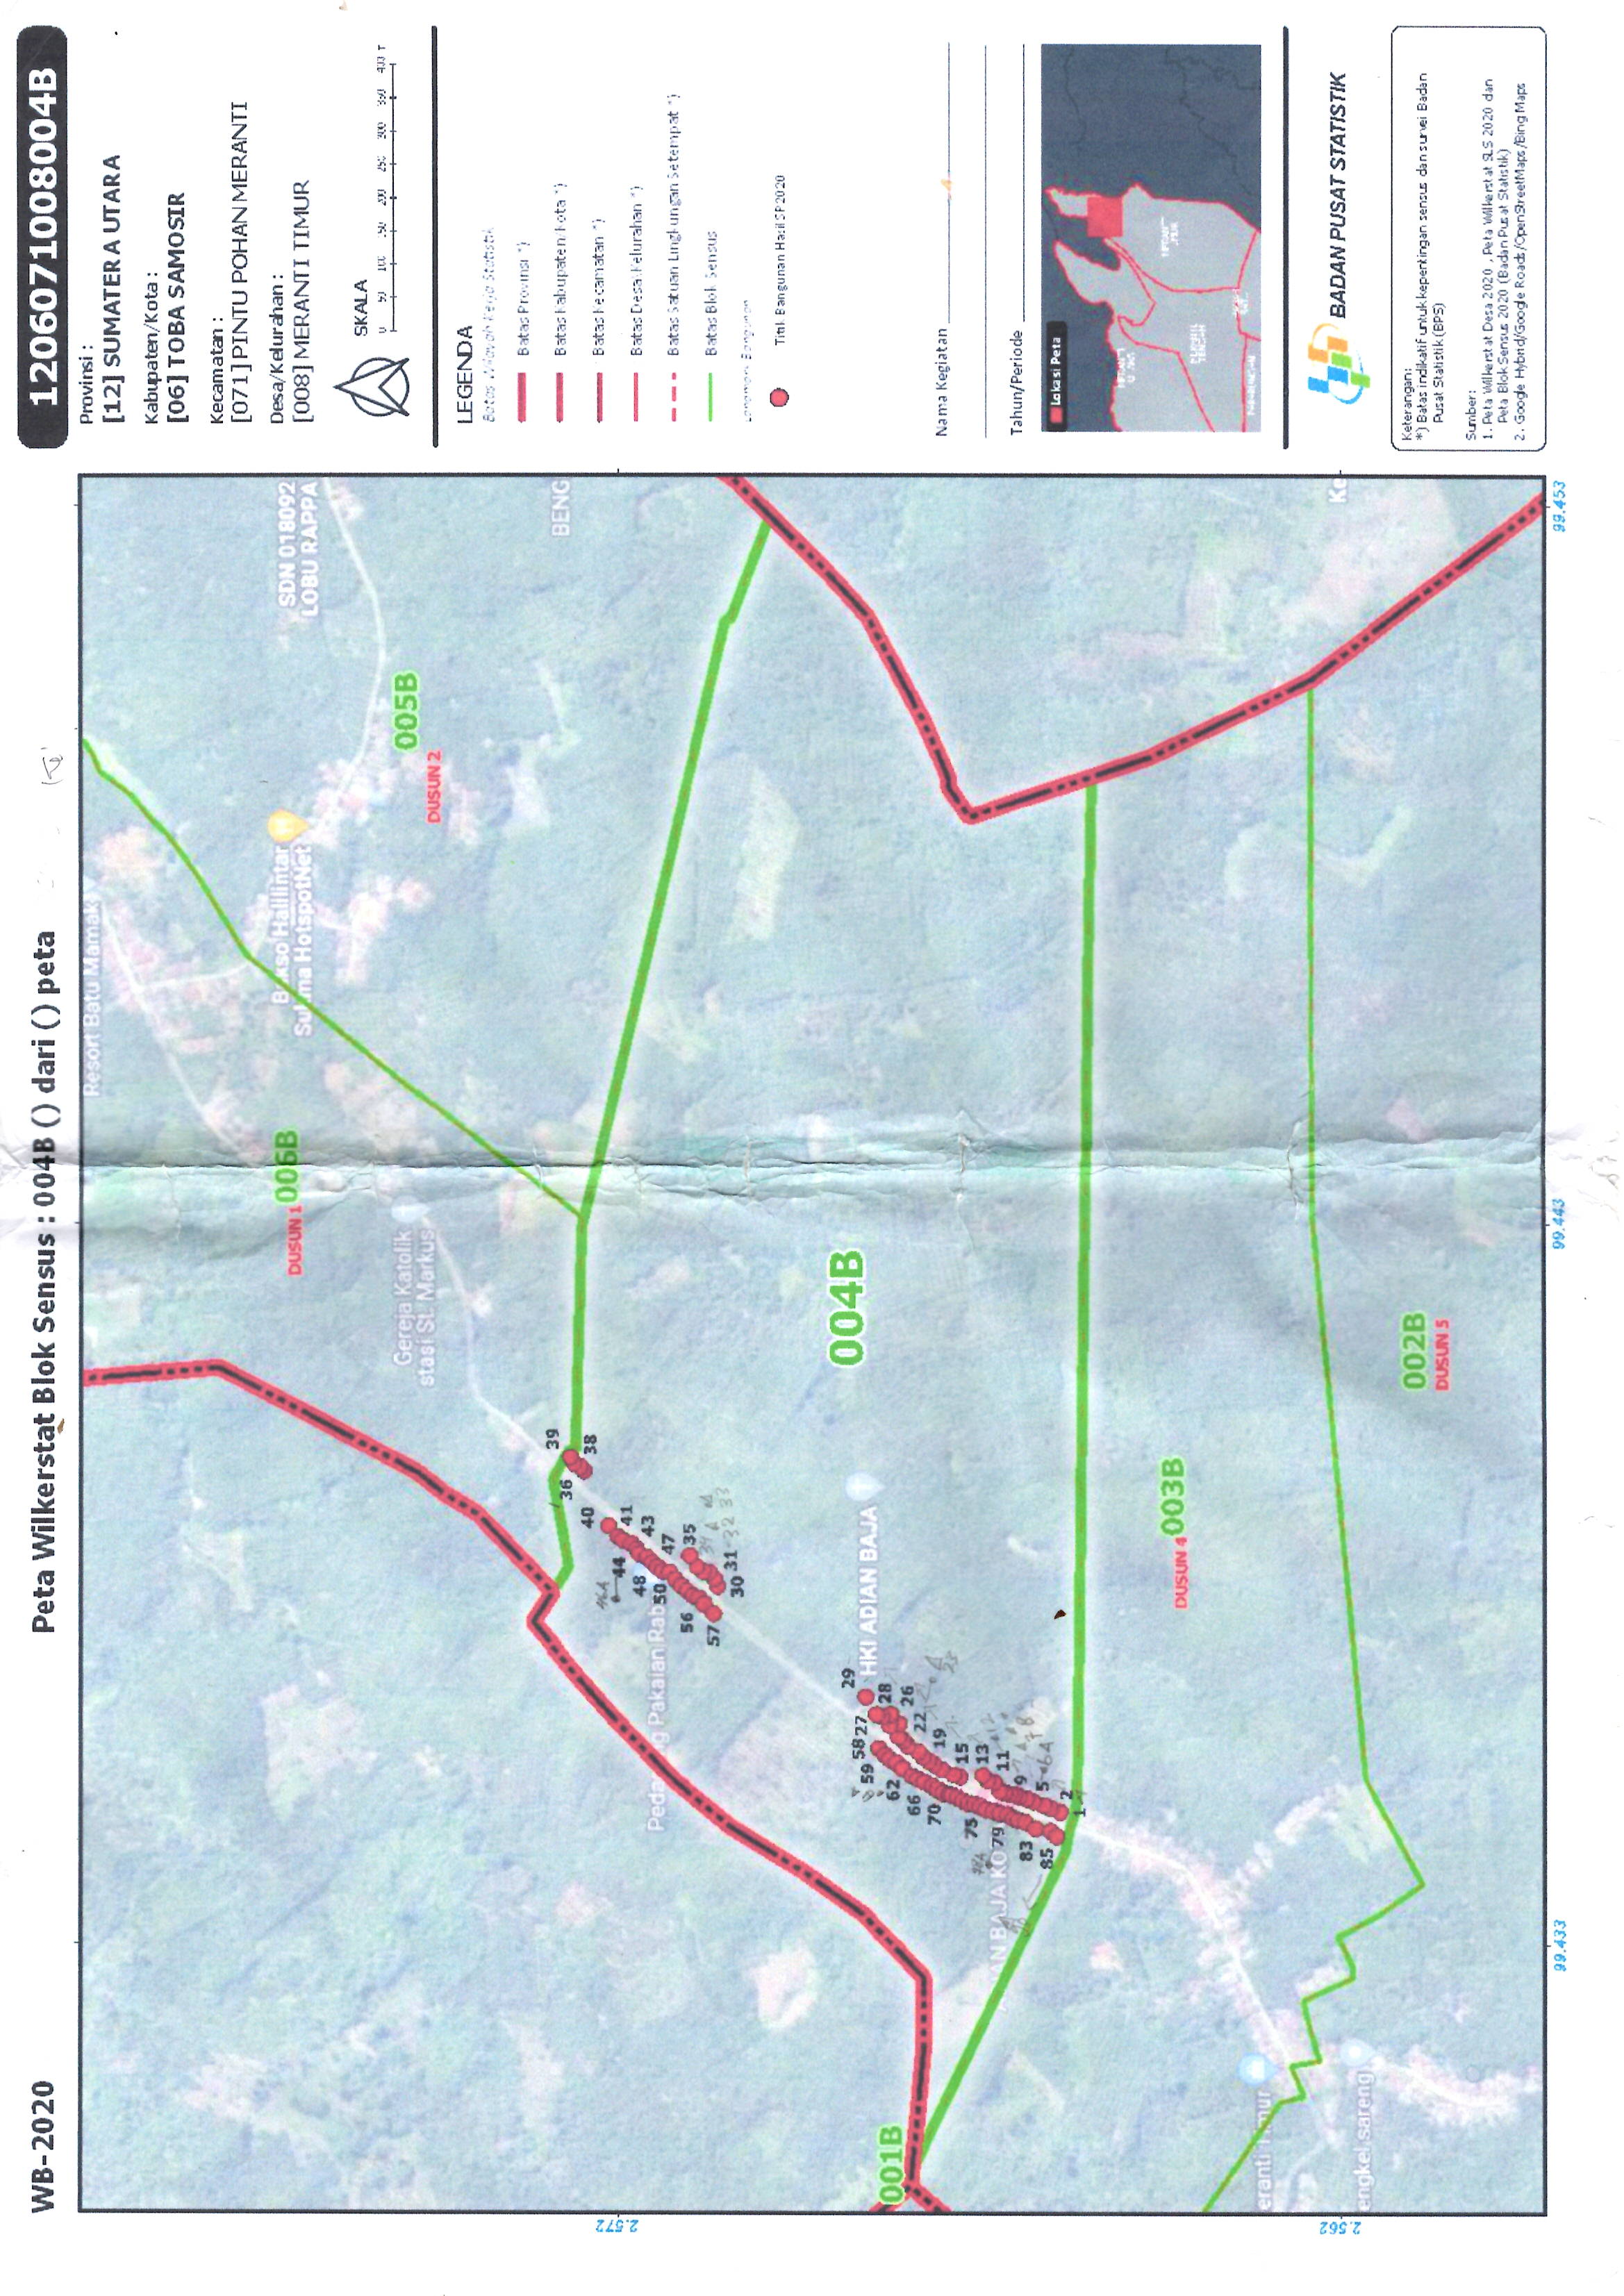 WB-2020
Peta Wilkerstat Blok Sensus : 004B () dari () peta
1206071008004B
Provinsi :
[12] SUMATERA UTARA
Kabupaten/Kota :
[06] TOBA SAMOSIR
Kecamatan :
[071] PINTU POHAN MERANTI
Desa/Kelurahan :
[008] MERANTI TIMUR
SKALA
0 50 100 150 200 250 300 350 400
LEGENDA
Batas Wilayah Kerja Statistik
Batas Provinsi *)
Batas Kabupaten/Kota *)
Batas Kecamatan *)
Batas Desa\Kelurahan *)
Batas Satuan Lingkungan Setempat *)
Batas Blok Sensus
Landmark Bangunan
Titik Bangunan Hasil SP2020
Nama Kegiatan
Tahun/Periode
Lokasi Peta
BADAN PUSAT STATISTIK
Keterangan:
*) Batas indikatif untuk kepentingan sensus dan survei Badan
Pusat Statistik (BPS)
Sumber:
1. Peta Wilkerstat Desa 2020 , Peta Wilkerstat SLS 2020 dan
Peta Blok Sensus 2020 (Badan Pusat Statistik)
2. Google Hybrid/Google Roads/OpenStreetMaps/Bing Maps
Resort Batu Mamak
DUSUN 1 006B
Bakso Halilintar
Sukma HotspotNet
SDN 018092
LOBU RAPPA
Gereja Katolik
stasi St. Markus
005B
DUSUN 2
BENG
39
36
38
40
46A
44
41
48
43
Pedagang Pakaian Rab
50
47
56
35
57
34
31
32 33
30
2.572
004B
29
58
27
59
HKI ADIAN BAJA
28
62
26
66
22
70
19
15
75
13
79
11
12
ADIAN BAJA KO
83
9
7 8
85
5
6A
2
1
001B
DUSUN 4 003B
eranti Timur
engkel sareng
Ke
2.562
002B
DUSUN 5
99.433
99.443
99.453